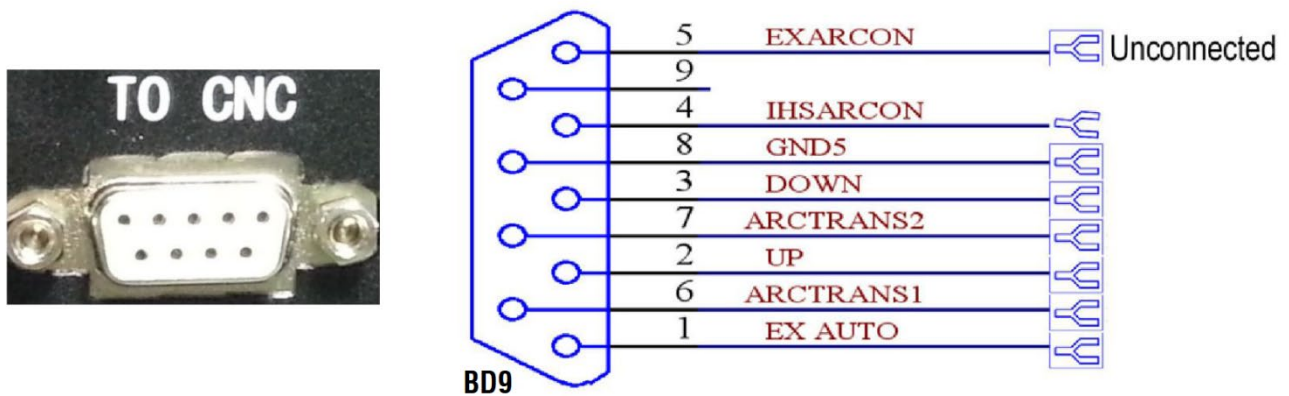 TO CNC
5 EXARCON Unconnected
9
4 IHSARCON
8 GND5
3 DOWN
7 ARCTRANS2
2 UP
6 ARCTRANS1
1 EX AUTO
BD9